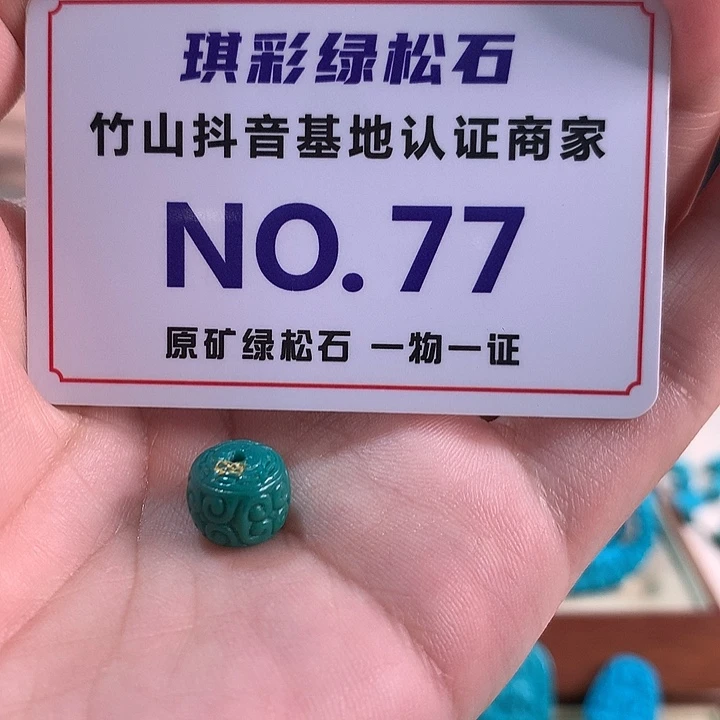 琪彩绿松石
竹山抖音基地认证商家
NO. 77
原矿绿松石 一物一证